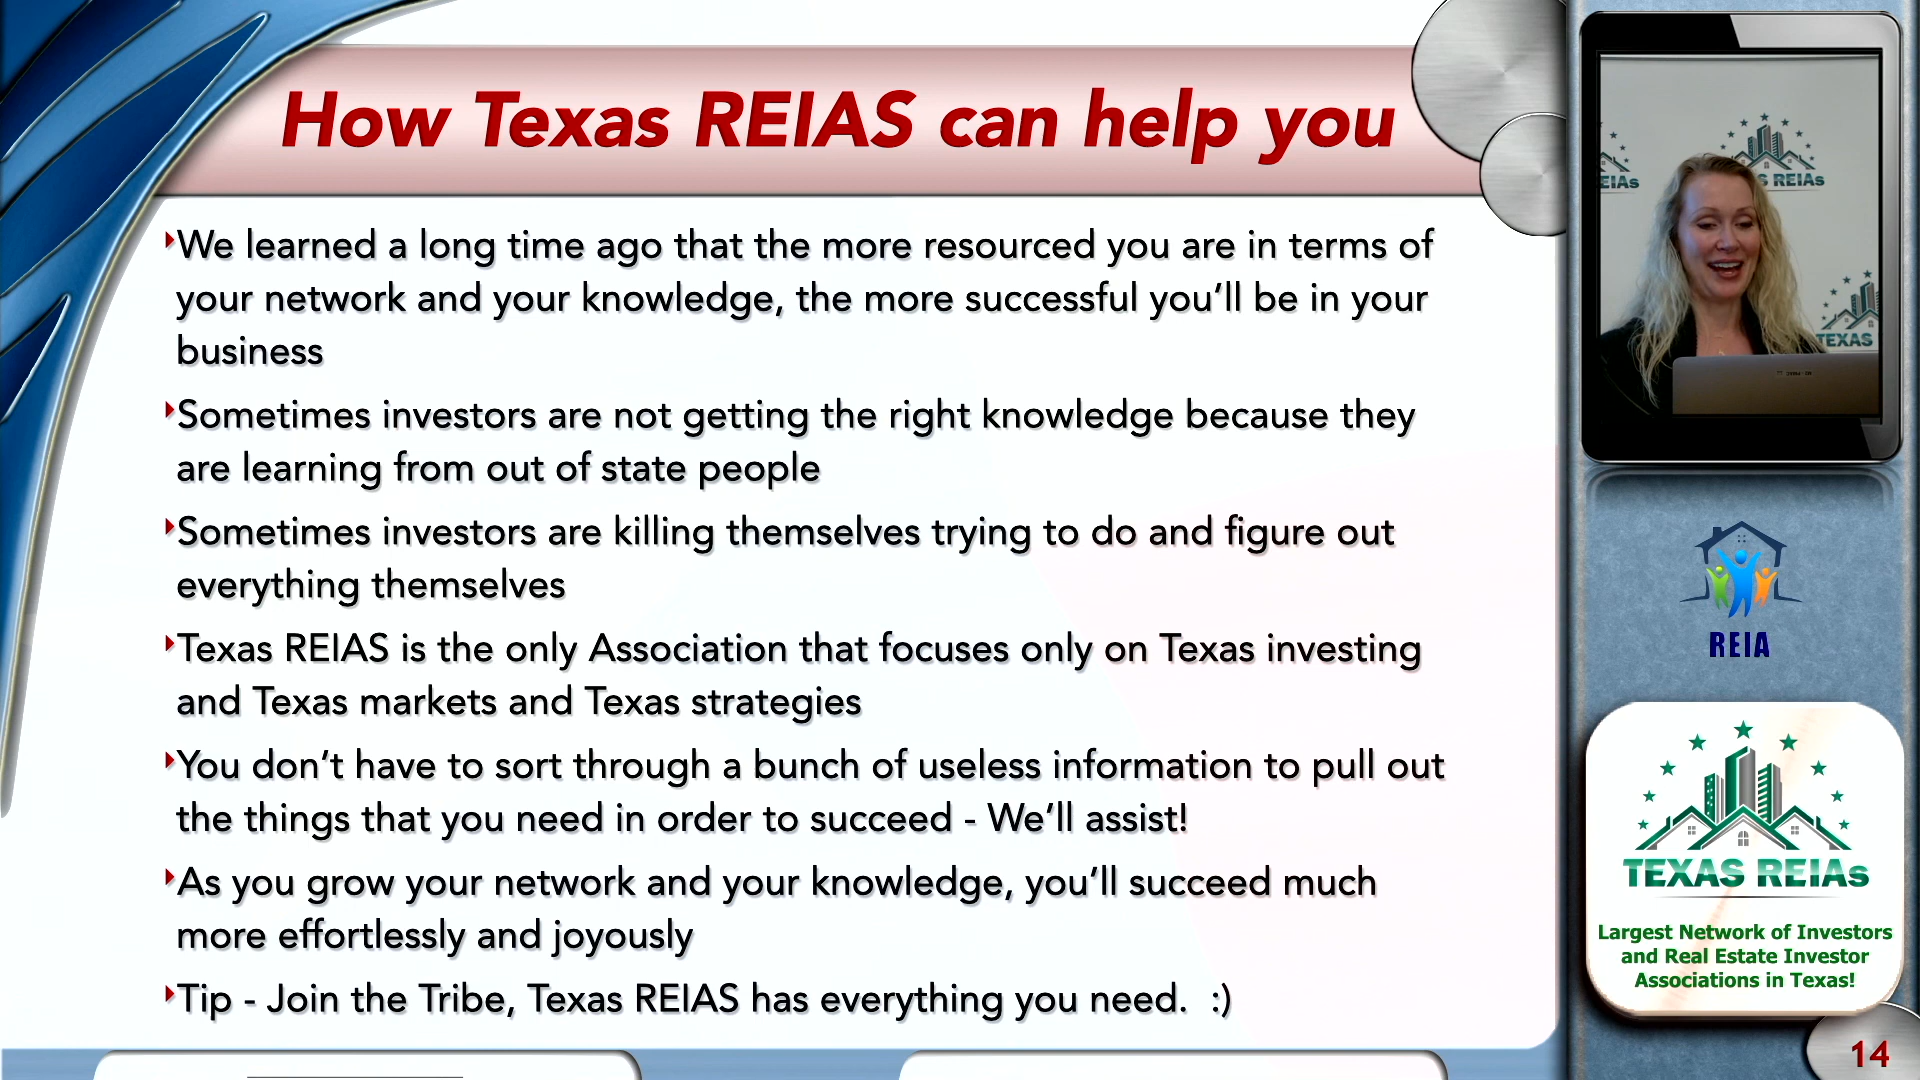 How Texas REIAS can help you
We learned a long time ago that the more resourced you are in terms of
your network and your knowledge, the more successful you’ll be in your
business
Sometimes investors are not getting the right knowledge because they
are learning from out of state people
Sometimes investors are killing themselves trying to do and figure out
everything themselves
Texas REIAS is the only Association that focuses only on Texas investing
and Texas markets and Texas strategies
You don’t have to sort through a bunch of useless information to pull out
the things that you need in order to succeed - We’ll assist!
As you grow your network and your knowledge, you’ll succeed much
more effortlessly and joyously
Tip - Join the Tribe, Texas REIAS has everything you need.  :)
EIAs
S REIAs
TEXAS
REIA
TEXAS REIAs
Largest Network of Investors
and Real Estate Investor
Associations in Texas!
14